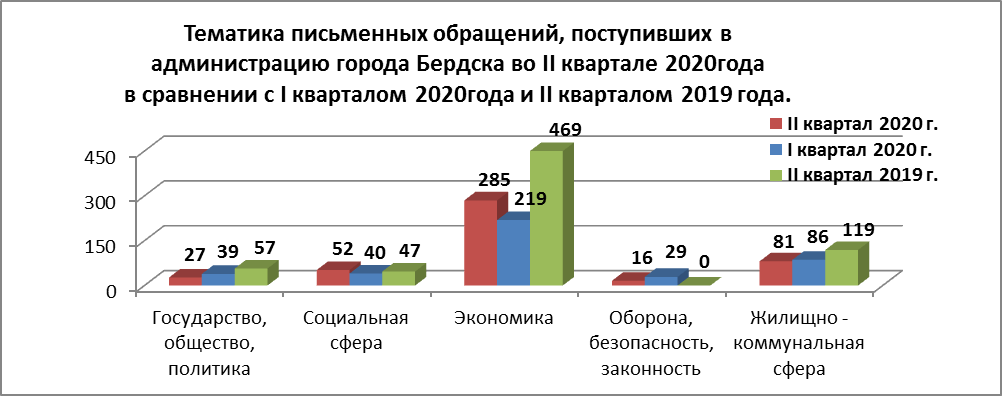 Тематика письменных обращений, поступивших в
администрацию города Бердска во II квартале 2020года
в сравнении с I кварталом 2020года и II кварталом 2019 года.
II квартал 2020 г.
I квартал 2020 г.
II квартал 2019 г.
450
300
150
0
27 39 57
52 40 47
285 219 469
16 29 0
81 86 119
Государство,
общество,
политика
Социальная
сфера
Экономика
Оборона,
безопасность,
законность
Жилищно -
коммунальная
сфера